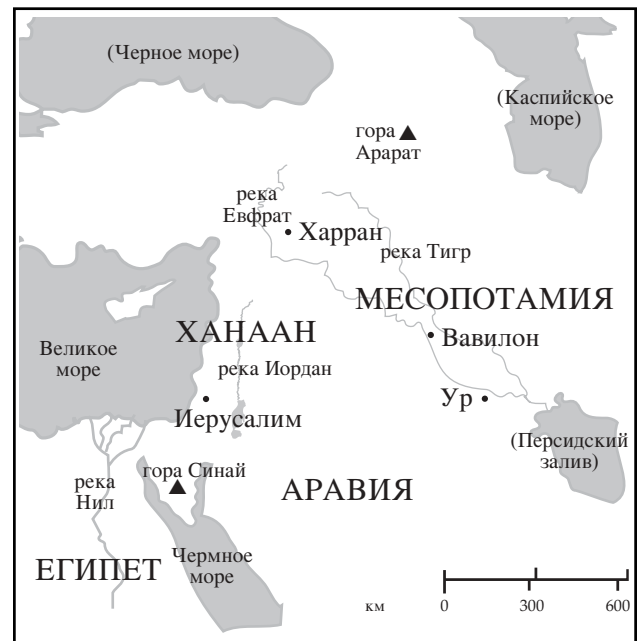 (Черное море)
(Каспийское
море)
гора
Арарат
река
Евфрат
Харран
река Тигр
МЕСОПОТАМИЯ
ХАНААН
Вавилон
Великое
море
река Иордан
Ур
Иерусалим
(Персидский
залив)
гора Синай
река
Нил
АРАВИЯ
ЕГИПЕТ
Чермное
море
км 0 300 600